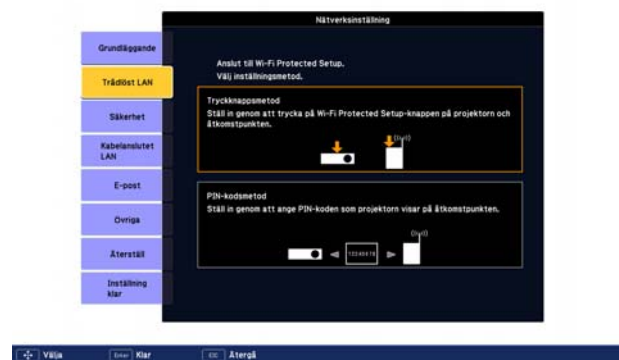 Nätverksinställning
Grundläggande
Trådlöst LAN
Säkerhet
Kabelanslutet
LAN
E-post
Övriga
Återställ
Inställning
klar
Anslut till Wi-Fi Protected Setup.
Välj inställningsmetod.
Tryckknappsmetod
Ställ in genom att trycka på Wi-Fi Protected Setup-knappen på projektorn och
åtkomstpunkten.
PIN-kodsmetod
Ställ in genom att ange PIN-koden som projektorn visar på åtkomstpunkten.
Välja
Enter Klar
ESC Återgå